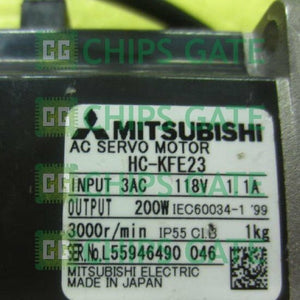 CHIPS GATE
CHIPS GATE
MITSUBISHI
AC SERVO MOTOR
HC-KFE23
INPUT 3AC 118V 1.1A
OUTPUT 200W IEC60034-1 '99
3000r/min IP55 Cl.B 1kg
SER.No.L55946490 046
MITSUBISHI ELECTRIC
MADE IN JAPAN